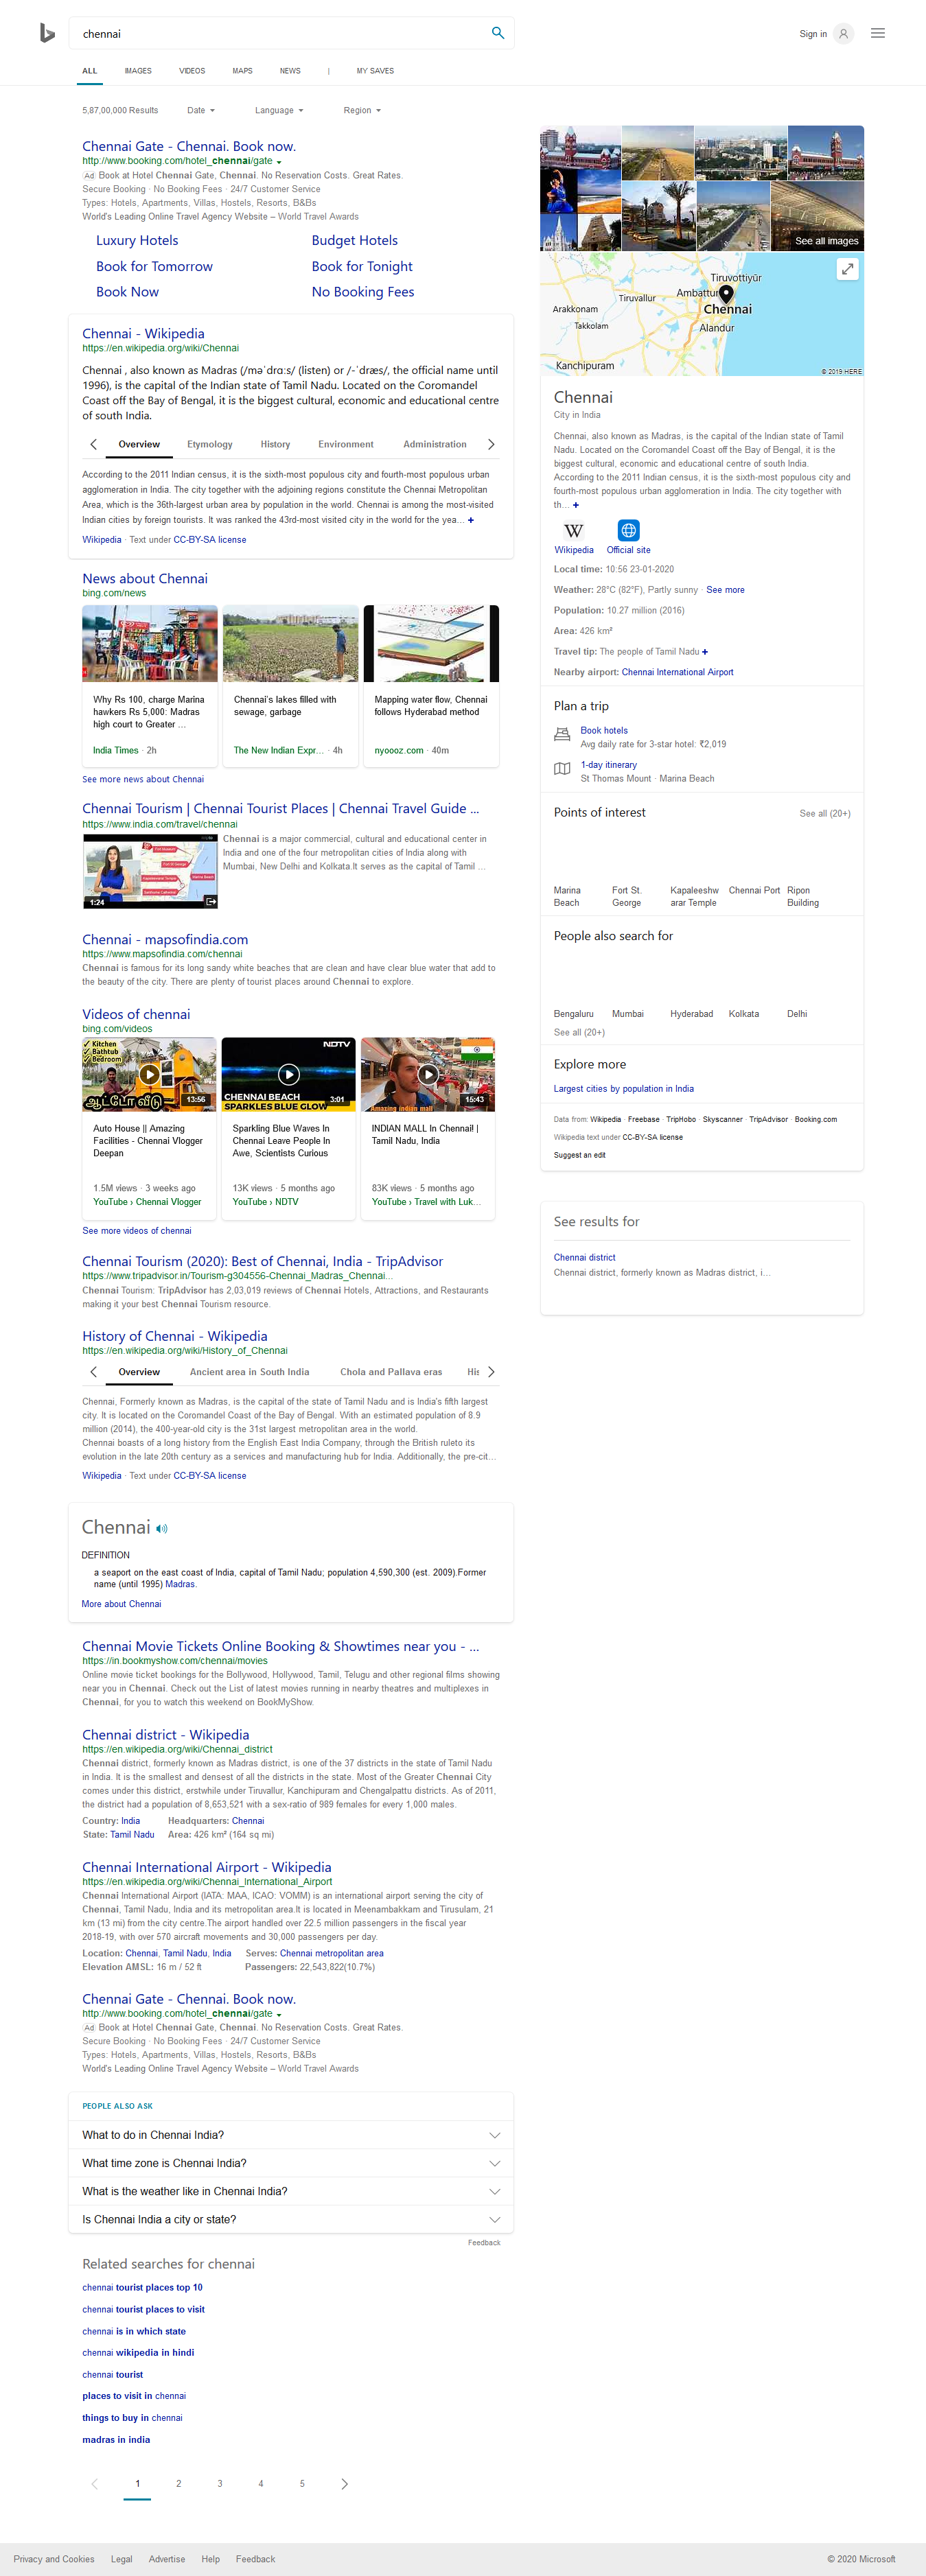 chennai
Sign in
ALL IMAGES VIDEOS MAPS NEWS | MY SAVES
5,87,00,000 Results Date Language Region
Chennai Gate - Chennai. Book now.
http://www.booking.com/hotel_chennai/gate
Ad Book at Hotel Chennai Gate, Chennai. No Reservation Costs. Great Rates.
Secure Booking · No Booking Fees · 24/7 Customer Service
Types: Hotels, Apartments, Villas, Hostels, Resorts, B&Bs
World's Leading Online Travel Agency Website – World Travel Awards
Luxury Hotels Budget Hotels
Book for Tomorrow Book for Tonight
Book Now No Booking Fees
Chennai - Wikipedia
https://en.wikipedia.org/wiki/Chennai
Chennai , also known as Madras (/məˈdrɑːs/ (listen) or /-ˈdræs/, the official name until
1996), is the capital of the Indian state of Tamil Nadu. Located on the Coromandel
Coast off the Bay of Bengal, it is the biggest cultural, economic and educational centre
of south India.
Overview Etymology History Environment Administration
According to the 2011 Indian census, it is the sixth-most populous city and fourth-most populous urban
agglomeration in India. The city together with the adjoining regions constitute the Chennai Metropolitan
Area, which is the 36th-largest urban area by population in the world. Chennai is among the most-visited
Indian cities by foreign tourists. It was ranked the 43rd-most visited city in the world for the yea... +
Wikipedia · Text under CC-BY-SA license
News about Chennai
bing.com/news
Why Rs 100, charge Marina
hawkers Rs 5,000: Madras
high court to Greater ...
India Times · 2h
Chennai's lakes filled with
sewage, garbage
The New Indian Expr... · 4h
Mapping water flow, Chennai
follows Hyderabad method
nyoooz.com · 40m
See more news about Chennai
Chennai Tourism | Chennai Tourist Places | Chennai Travel Guide ...
https://www.india.com/travel/chennai
1:24
Chennai is a major commercial, cultural and educational center in
India and one of the four metropolitan cities of India along with
Mumbai, New Delhi and Kolkata.It serves as the capital of Tamil ...
Chennai - mapsofindia.com
https://www.mapsofindia.com/chennai
Chennai is famous for its long sandy white beaches that are clean and have clear blue water that add to
the beauty of the city. There are plenty of tourist places around Chennai to explore.
Videos of chennai
bing.com/videos
Kitchen
Bathtub
Bedroom
ஆட்டோ வீடு
13:56
Auto House || Amazing
Facilities - Chennai Vlogger
Deepan
1.5M views · 3 weeks ago
YouTube › Chennai Vlogger
NDTV
CHENNAI BEACH
SPARKLES BLUE GLOW
3:01
Sparkling Blue Waves In
Chennai Leave People In
Awe, Scientists Curious
13K views · 5 months ago
YouTube › NDTV
Amazing indian mall
15:43
INDIAN MALL In Chennai! |
Tamil Nadu, India
83K views · 5 months ago
YouTube › Travel with Luk...
See more videos of chennai
Chennai Tourism (2020): Best of Chennai, India - TripAdvisor
https://www.tripadvisor.in/Tourism-g304556-Chennai_Madras_Chennai...
Chennai Tourism: TripAdvisor has 2,03,019 reviews of Chennai Hotels, Attractions, and Restaurants
making it your best Chennai Tourism resource.
History of Chennai - Wikipedia
https://en.wikipedia.org/wiki/History_of_Chennai
Overview Ancient area in South India Chola and Pallava eras His
Chennai, Formerly known as Madras, is the capital of the state of Tamil Nadu and is India's fifth largest
city. It is located on the Coromandel Coast of the Bay of Bengal. With an estimated population of 8.9
million (2014), the 400-year-old city is the 31st largest metropolitan area in the world.
Chennai boasts of a long history from the English East India Company, through the British ruleto its
evolution in the late 20th century as a services and manufacturing hub for India. Additionally, the pre-cit...
Wikipedia · Text under CC-BY-SA license
Chennai
DEFINITION
a seaport on the east coast of India, capital of Tamil Nadu; population 4,590,300 (est. 2009).Former
name (until 1995) Madras.
More about Chennai
Chennai Movie Tickets Online Booking & Showtimes near you - ...
https://in.bookmyshow.com/chennai/movies
Online movie ticket bookings for the Bollywood, Hollywood, Tamil, Telugu and other regional films showing
near you in Chennai. Check out the List of latest movies running in nearby theatres and multiplexes in
Chennai, for you to watch this weekend on BookMyShow.
Chennai district - Wikipedia
https://en.wikipedia.org/wiki/Chennai_district
Chennai district, formerly known as Madras district, is one of the 37 districts in the state of Tamil Nadu
in India. It is the smallest and densest of all the districts in the state. Most of the Greater Chennai City
comes under this district, erstwhile under Tiruvallur, Kanchipuram and Chengalpattu districts. As of 2011,
the district had a population of 8,653,521 with a sex-ratio of 989 females for every 1,000 males.
Country: India Headquarters: Chennai
State: Tamil Nadu Area: 426 km² (164 sq mi)
Chennai International Airport - Wikipedia
https://en.wikipedia.org/wiki/Chennai_International_Airport
Chennai International Airport (IATA: MAA, ICAO: VOMM) is an international airport serving the city of
Chennai, Tamil Nadu, India and its metropolitan area.It is located in Meenambakkam and Tirusulam, 21
km (13 mi) from the city centre.The airport handled over 22.5 million passengers in the fiscal year
2018-19, with over 570 aircraft movements and 30,000 passengers per day.
Location: Chennai, Tamil Nadu, India Serves: Chennai metropolitan area
Elevation AMSL: 16 m / 52 ft Passengers: 22,543,822(10.7%)
Chennai Gate - Chennai. Book now.
http://www.booking.com/hotel_chennai/gate
Ad Book at Hotel Chennai Gate, Chennai. No Reservation Costs. Great Rates.
Secure Booking · No Booking Fees · 24/7 Customer Service
Types: Hotels, Apartments, Villas, Hostels, Resorts, B&Bs
World's Leading Online Travel Agency Website – World Travel Awards
PEOPLE ALSO ASK
What to do in Chennai India?
What time zone is Chennai India?
What is the weather like in Chennai India?
Is Chennai India a city or state?
Feedback
Related searches for chennai
chennai tourist places top 10
chennai tourist places to visit
chennai is in which state
chennai wikipedia in hindi
chennai tourist
places to visit in chennai
things to buy in chennai
madras in india
1 2 3 4 5
See all images
Tiruvottiyūr
Ambattur
Tiruvallur
Arakkonam
Chennai
Takkolam
Alandur
Kanchipuram
© 2019 HERE
Chennai
City in India
Chennai, also known as Madras, is the capital of the Indian state of Tamil
Nadu. Located on the Coromandel Coast off the Bay of Bengal, it is the
biggest cultural, economic and educational centre of south India.
According to the 2011 Indian census, it is the sixth-most populous city and
fourth-most populous urban agglomeration in India. The city together with
th... +
W
Wikipedia Official site
Local time: 10:56 23-01-2020
Weather: 28°C (82°F), Partly sunny · See more
Population: 10.27 million (2016)
Area: 426 km²
Travel tip: The people of Tamil Nadu +
Nearby airport: Chennai International Airport
Plan a trip
Book hotels
Avg daily rate for 3-star hotel: ₹2,019
1-day itinerary
St Thomas Mount · Marina Beach
Points of interest See all (20+)
Marina Fort St. Kapaleeshw Chennai Port Ripon
Beach George arar Temple Building
People also search for
Bengaluru Mumbai Hyderabad Kolkata Delhi
See all (20+)
Explore more
Largest cities by population in India
Data from: Wikipedia · Freebase · TripHobo · Skyscanner · TripAdvisor · Booking.com
Wikipedia text under CC-BY-SA license
Suggest an edit
See results for
Chennai district
Chennai district, formerly known as Madras district, i...
Privacy and Cookies Legal Advertise Help Feedback © 2020 Microsoft